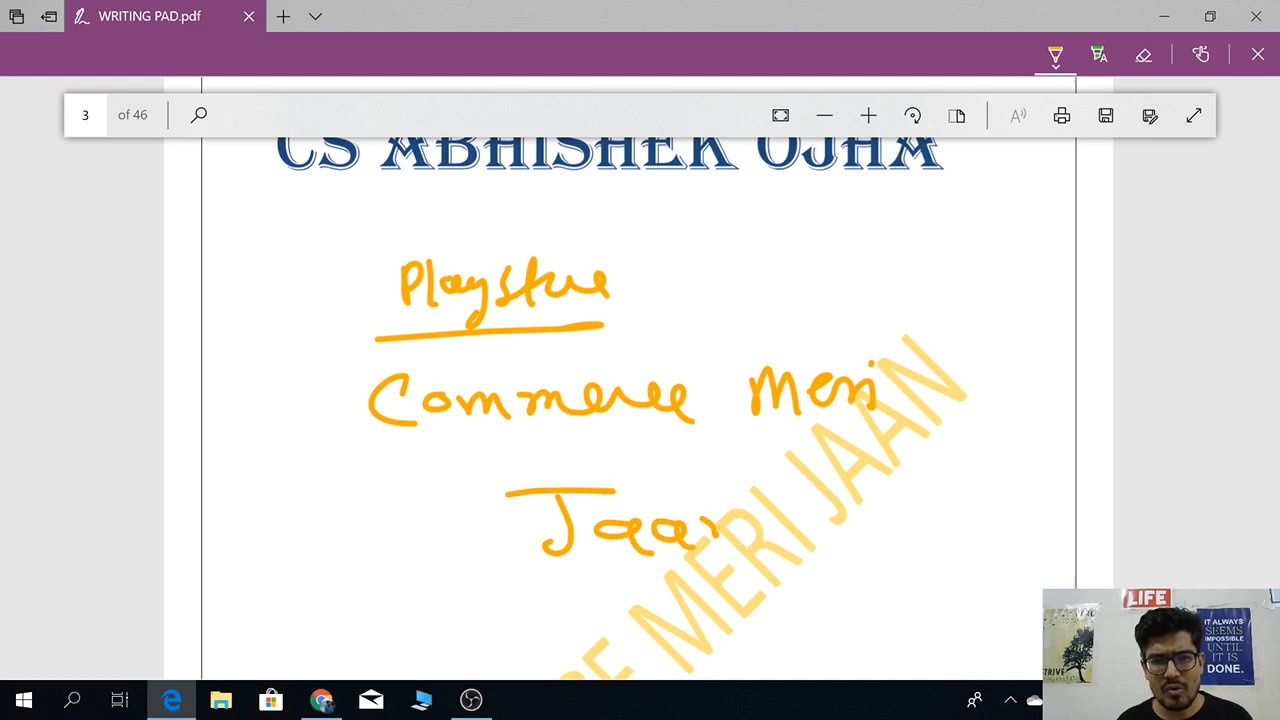 WRITING PAD.pdf
3 of 46
CS ABHISHEK OJHA
Playstore
Commerce Meri
Jaan
MERI JAAN
LIFE
IT ALWAYS
SEEMS
IMPOSSIBLE
UNTIL
IT IS
DONE.